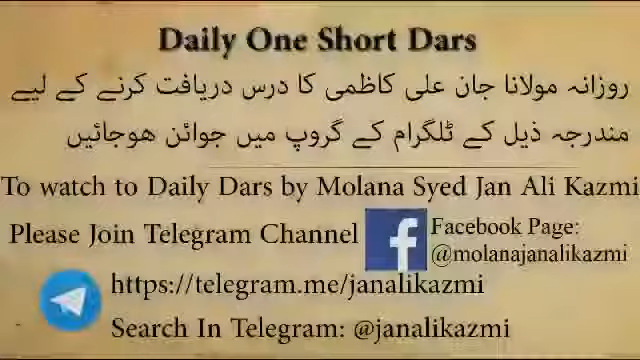 Daily One Short Dars
روزانہ مولانا جان علی کاظمی کا درس دریافت کرنے کے لیے
مندرجہ ذیل کے ٹلگرام کے گروپ میں جوائن ھوجائیں
To watch to Daily Dars by Molana Syed Jan Ali Kazmi
Please Join Telegram Channel
Facebook Page:
@molanajanalikazmi
https://telegram.me/janalikazmi
Search In Telegram: @janalikazmi